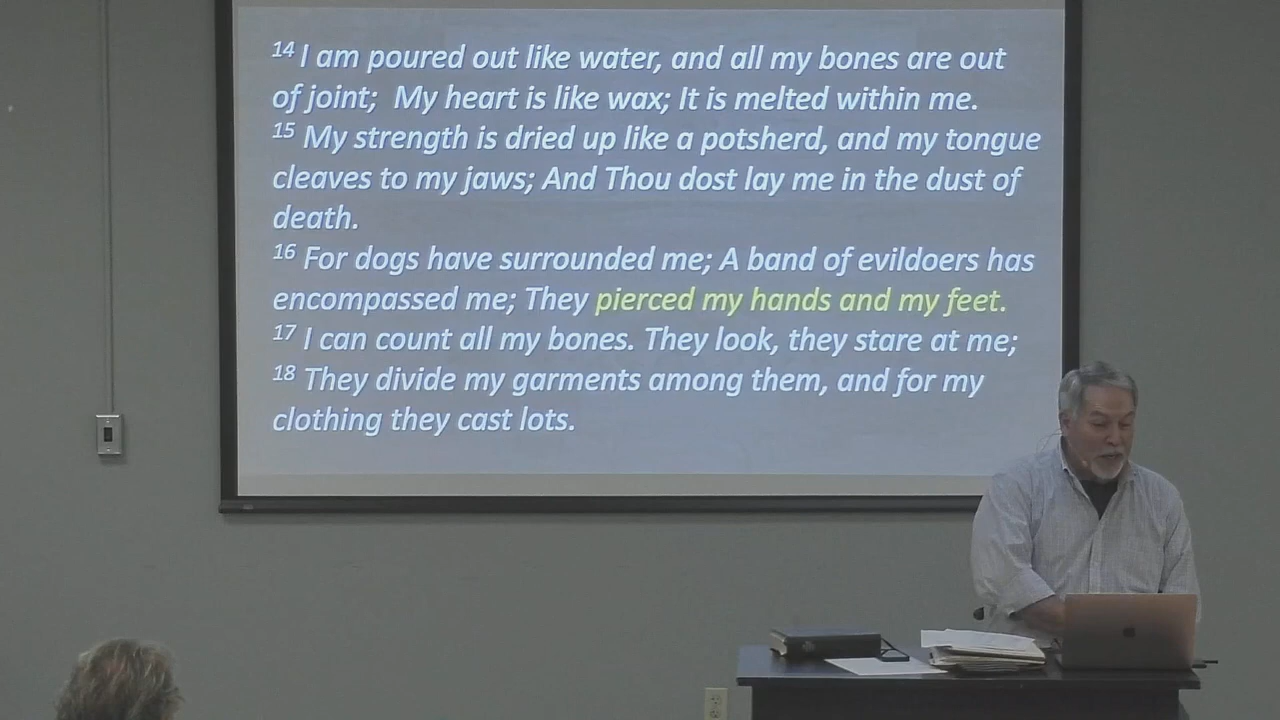 14 I am poured out like water, and all my bones are out
of joint; My heart is like wax; It is melted within me.
15 My strength is dried up like a potsherd, and my tongue
cleaves to my jaws; And Thou dost lay me in the dust of
death.
16 For dogs have surrounded me; A band of evildoers has
encompassed me; They pierced my hands and my feet.
17 I can count all my bones. They look, they stare at me;
18 They divide my garments among them, and for my
clothing they cast lots.